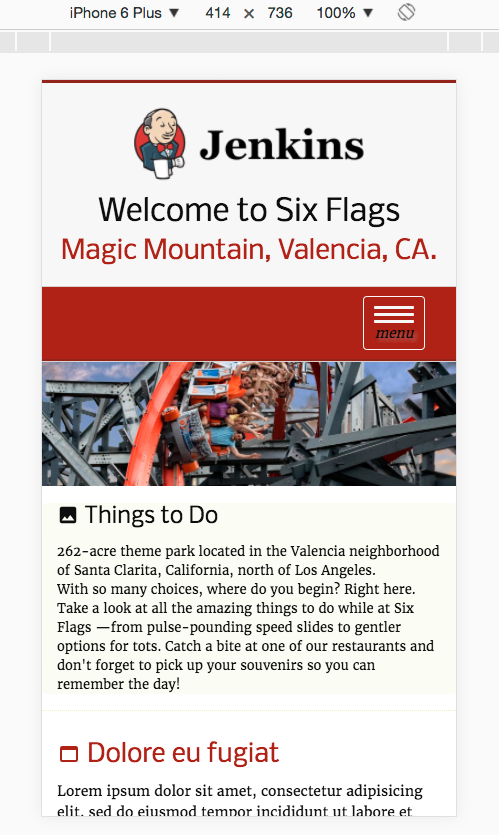 iPhone 6 Plus ▼ 414 × 736 100% ▼
Jenkins
Welcome to Six Flags
Magic Mountain, Valencia, CA.
menu
Things to Do
262-acre theme park located in the Valencia neighborhood
of Santa Clarita, California, north of Los Angeles.
With so many choices, where do you begin? Right here.
Take a look at all the amazing things to do while at Six
Flags —from pulse-pounding speed slides to gentler
options for tots. Catch a bite at one of our restaurants and
don't forget to pick up your souvenirs so you can
remember the day!
Dolore eu fugiat
Lorem ipsum dolor sit amet, consectetur adipisicing
elit, sed do eiusmod tempor incididunt ut labore et